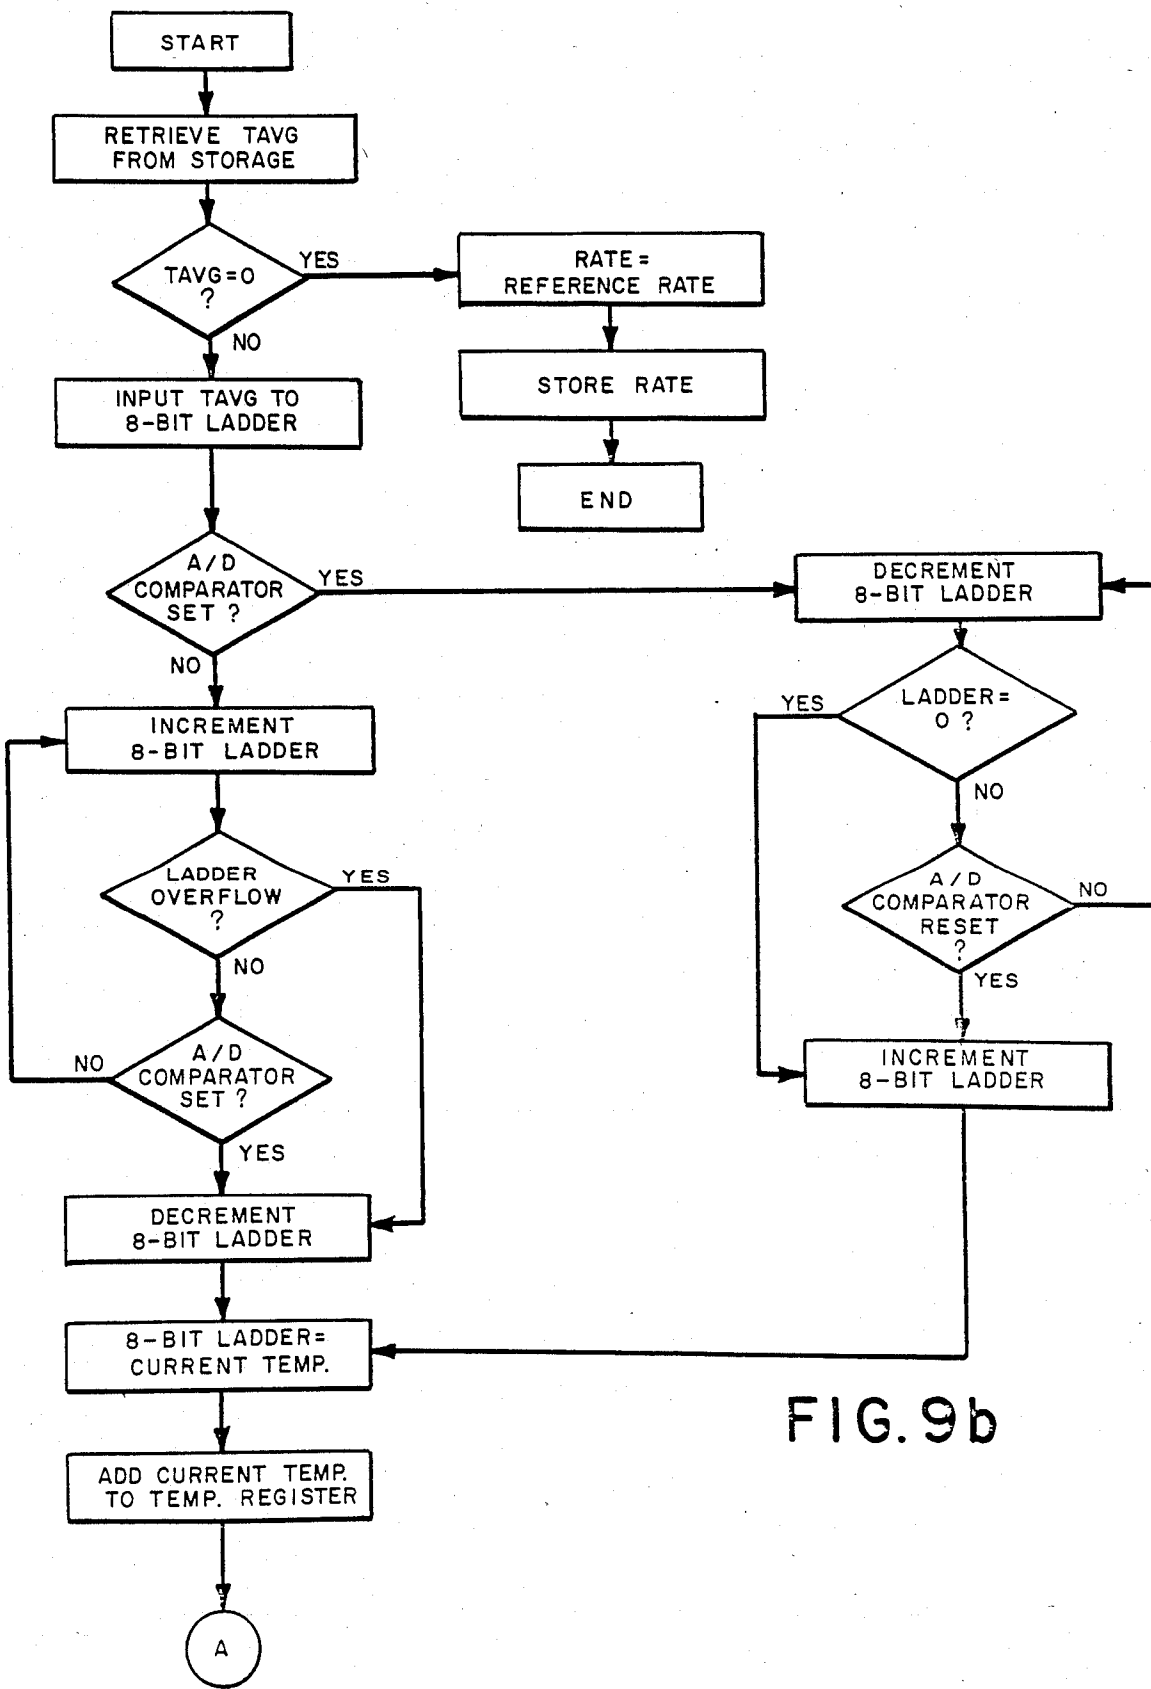 START
RETRIEVE TAVG
FROM STORAGE
TAVG=0
?
YES
NO
RATE=
REFERENCE RATE
STORE RATE
END
INPUT TAVG TO
8-BIT LADDER
A/D
COMPARATOR
SET ?
YES
NO
INCREMENT
8-BIT LADDER
LADDER
OVERFLOW
?
YES
NO
A/D
COMPARATOR
SET ?
NO
YES
DECREMENT
8-BIT LADDER
DECREMENT
8-BIT LADDER
LADDER=
0 ?
YES
NO
A/D
COMPARATOR
RESET
?
NO
YES
INCREMENT
8-BIT LADDER
8-BIT LADDER=
CURRENT TEMP.
ADD CURRENT TEMP.
TO TEMP. REGISTER
A
FIG. 9b